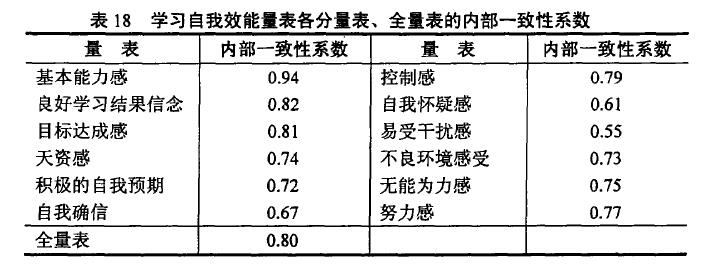 表 18 学习自我效能量表各分量表、全量表的内部一致性系数
量 表 内部一致性系数 量 表 内部一致性系数
基本能力感 0.94 控制感 0.79
良好学习结果信念 0.82 自我怀疑感 0.61
目标达成感 0.81 易受干扰感 0.55
天资感 0.74 不良环境感受 0.73
积极的自我预期 0.72 无能为力感 0.75
自我确信 0.67 努力感 0.77
全量表 0.80